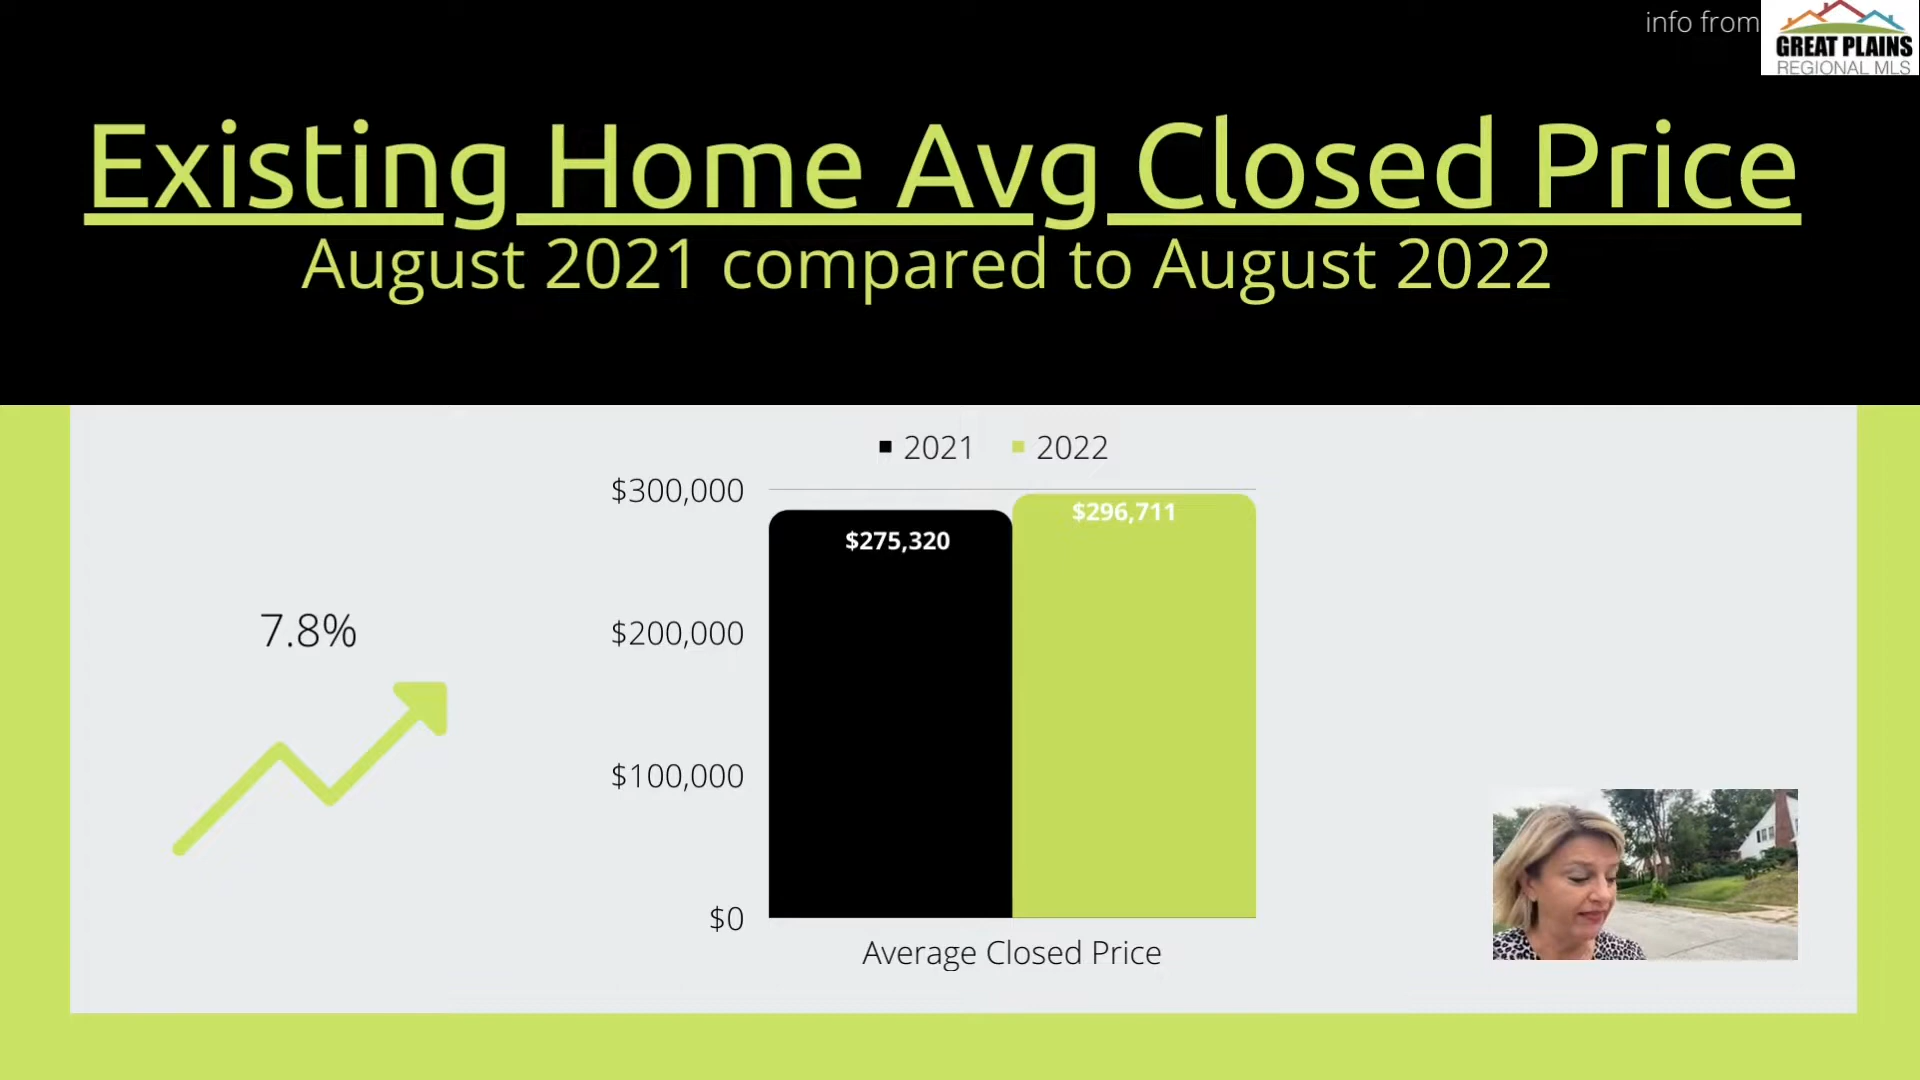 info from
GREAT PLAINS
REGIONAL MLS
Existing Home Avg Closed Price
August 2021 compared to August 2022
2021 2022
$300,000
$296,711
$275,320
7.8%
$200,000
$100,000
$0
Average Closed Price